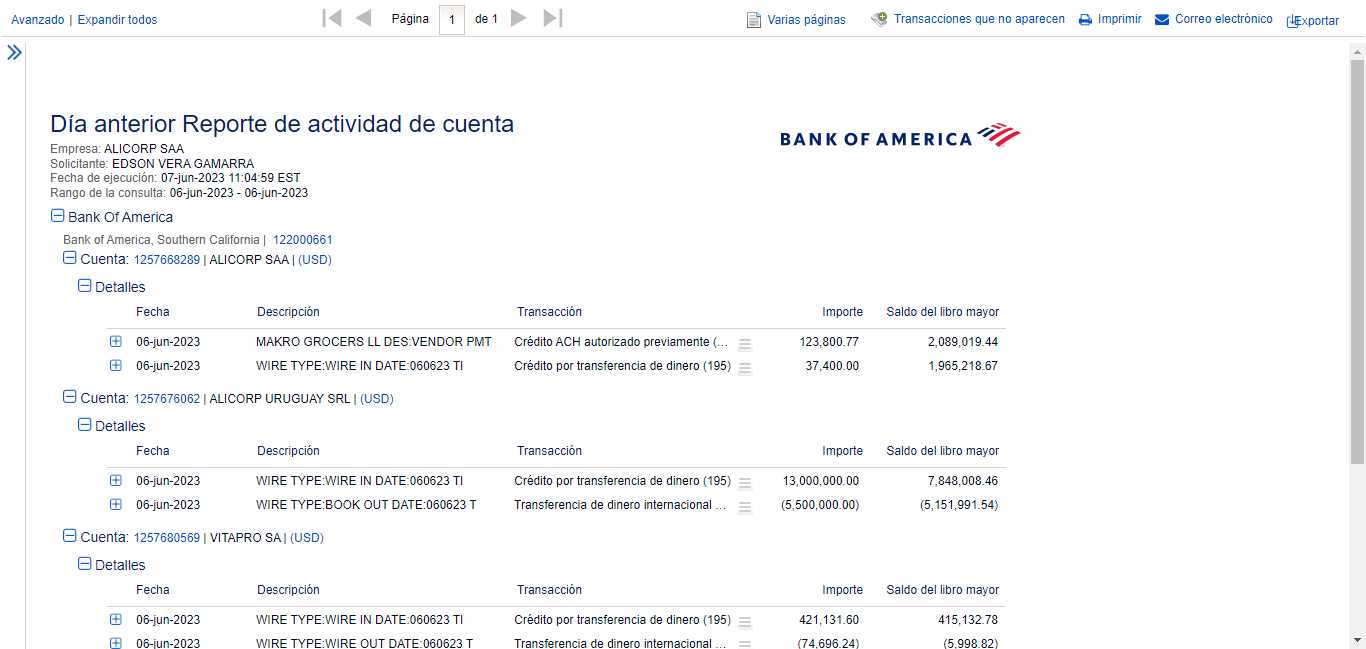 Avanzado | Expandir todos Página 1 de 1 Varias páginas Transacciones que no aparecen Imprimir Correo electrónico Exportar
Día anterior Reporte de actividad de cuenta
BANK OF AMERICA
Empresa: ALICORP SAA
Solicitante: EDSON VERA GAMARRA
Fecha de ejecución: 07-jun-2023 11:04:59 EST
Rango de la consulta: 06-jun-2023 - 06-jun-2023
Bank Of America
Bank of America, Southern California | 122000661
Cuenta: 1257668289 | ALICORP SAA | (USD)
Detalles
Fecha Descripción Transacción Importe Saldo del libro mayor
06-jun-2023 MAKRO GROCERS LL DES:VENDOR PMT Crédito ACH autorizado previamente (... 123,800.77 2,089,019.44
06-jun-2023 WIRE TYPE:WIRE IN DATE:060623 TI Crédito por transferencia de dinero (195) 37,400.00 1,965,218.67
Cuenta: 1257676062 | ALICORP URUGUAY SRL | (USD)
Detalles
Fecha Descripción Transacción Importe Saldo del libro mayor
06-jun-2023 WIRE TYPE:WIRE IN DATE:060623 TI Crédito por transferencia de dinero (195) 13,000,000.00 7,848,008.46
06-jun-2023 WIRE TYPE:BOOK OUT DATE:060623 T Transferencia de dinero internacional ... (5,500,000.00) (5,151,991.54)
Cuenta: 1257680569 | VITAPRO SA | (USD)
Detalles
Fecha Descripción Transacción Importe Saldo del libro mayor
06-jun-2023 WIRE TYPE:WIRE IN DATE:060623 TI Crédito por transferencia de dinero (195) 421,131.60 415,132.78
06-jun-2023 WIRE TYPE:WIRE OUT DATE:060623 T Transferencia de dinero internacional ... (74,696.24) (5,998.82)